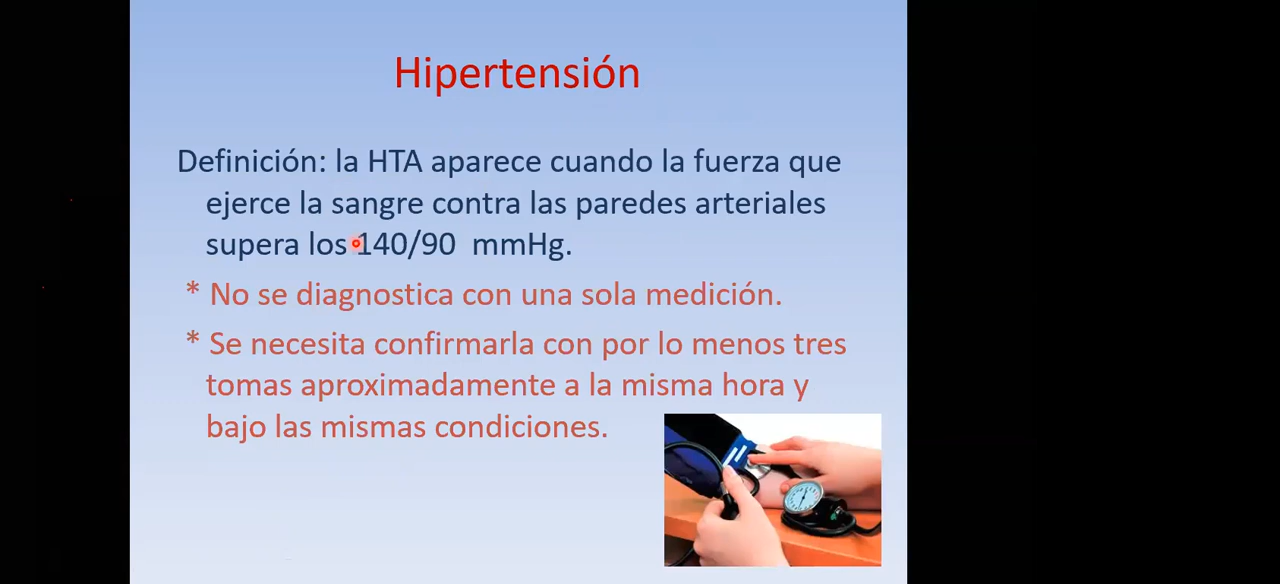 Hipertensión
Definición: la HTA aparece cuando la fuerza que
ejerce la sangre contra las paredes arteriales
supera los 140/90 mmHg.
* No se diagnostica con una sola medición.
* Se necesita confirmarla con por lo menos tres
tomas aproximadamente a la misma hora y
bajo las mismas condiciones.